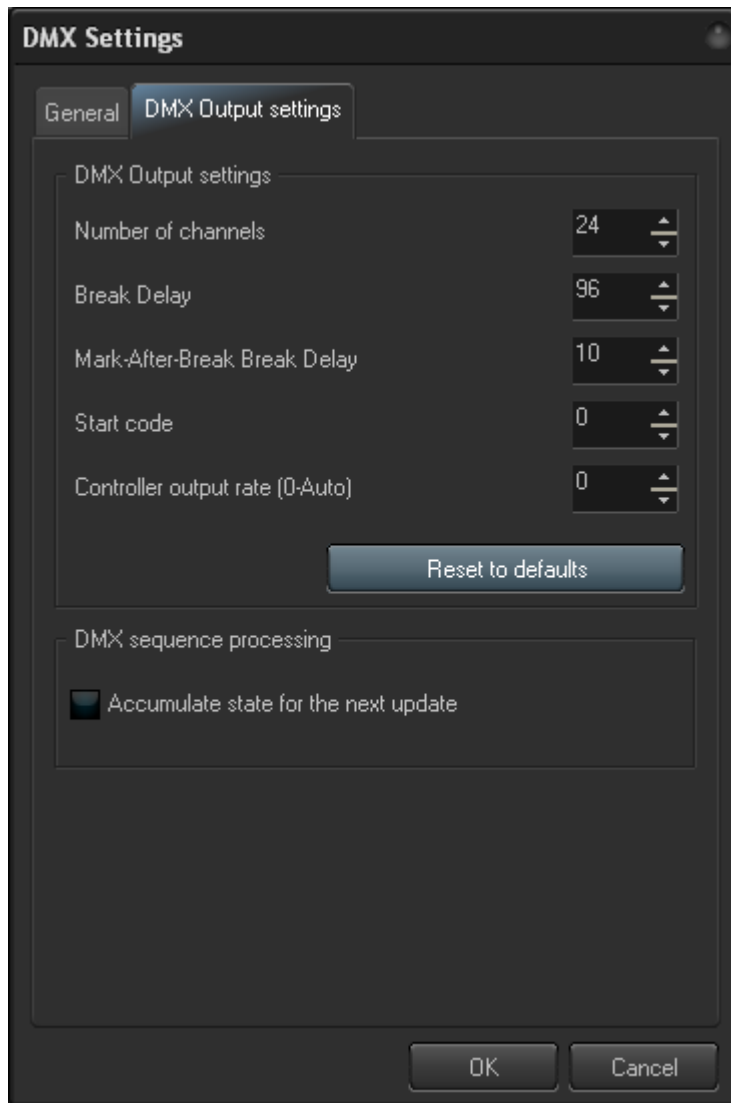 DMX Settings
General
DMX Output settings
DMX Output settings
Number of channels 24
Break Delay 96
Mark-After-Break Break Delay 10
Start code 0
Controller output rate (0-Auto) 0
Reset to defaults
DMX sequence processing
Accumulate state for the next update
OK
Cancel